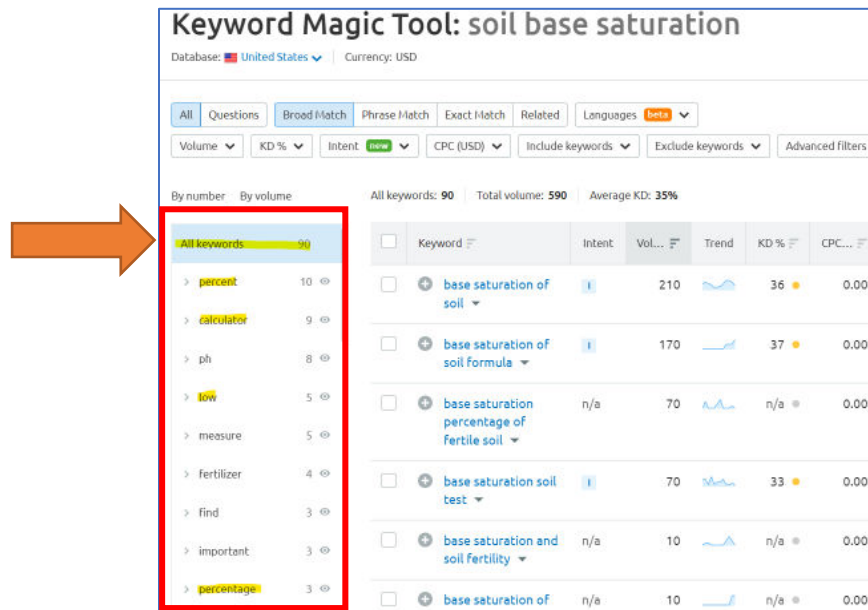 Keyword Magic Tool: soil base saturation
Database: United States Currency: USD
All Questions Broad Match Phrase Match Exact Match Related Languages beta
Volume KD % Intent new CPC (USD) Include keywords Exclude keywords Advanced filters
By number By volume All keywords: 90 Total volume: 590 Average KD: 35%
All keywords 90
percent 10
calculator 9
ph 8
low 5
measure 5
fertilizer 4
find 3
important 3
percentage 3
Keyword Intent Vol... Trend KD % CPC...
base saturation of I 210 36 0.00
soil
base saturation of I 170 37 0.00
soil formula
base saturation n/a 70 n/a 0.00
percentage of
fertile soil
base saturation soil I 70 33 0.00
test
base saturation and n/a 10 n/a 0.00
soil fertility
base saturation of n/a 10 n/a 0.00